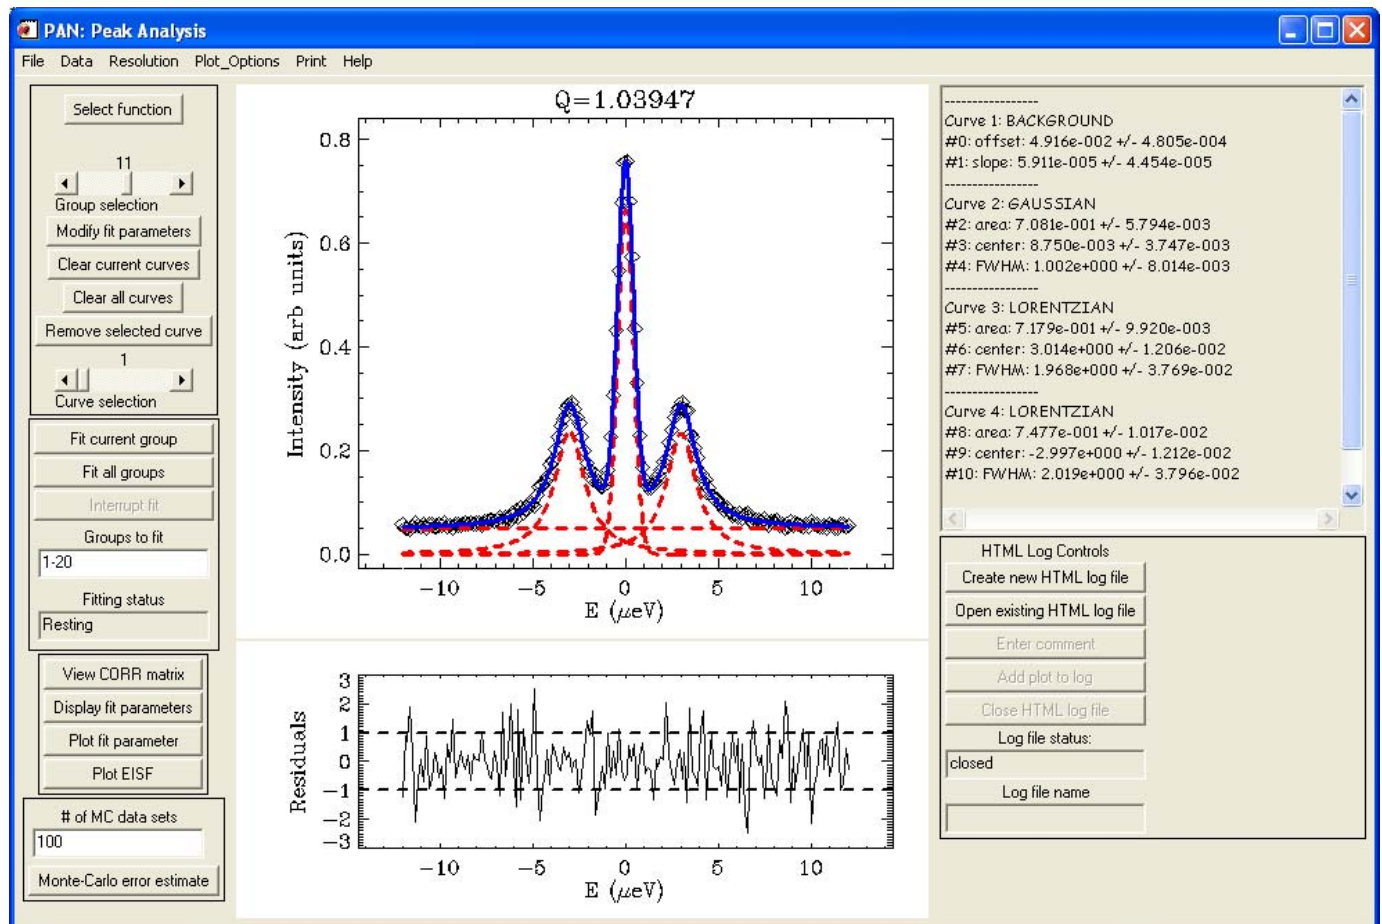 PAN: Peak Analysis
File Data Resolution Plot_Options Print Help
Select function
11
Group selection
Modify fit parameters
Clear current curves
Clear all curves
Remove selected curve
1
Curve selection
Fit current group
Fit all groups
Interrupt fit
Groups to fit
1-20
Fitting status
Resting
View CORR matrix
Display fit parameters
Plot fit parameter
Plot EISF
# of MC data sets
100
Monte-Carlo error estimate
Q=1.03947
Intensity (arb units)
0.8
0.6
0.4
0.2
0.0
−10 −5 0 5 10
E (μeV)
Residuals
3
2
1
0
−1
−2
−3
−10 −5 0 5 10
E (μeV)
-----------------
Curve 1: BACKGROUND
#0: offset: 4.916e-002 +/- 4.805e-004
#1: slope: 5.911e-005 +/- 4.454e-005
-----------------
Curve 2: GAUSSIAN
#2: area: 7.081e-001 +/- 5.794e-003
#3: center: 8.750e-003 +/- 3.747e-003
#4: FWHM: 1.002e+000 +/- 8.014e-003
-----------------
Curve 3: LORENTZIAN
#5: area: 7.179e-001 +/- 9.920e-003
#6: center: 3.014e+000 +/- 1.206e-002
#7: FWHM: 1.968e+000 +/- 3.769e-002
-----------------
Curve 4: LORENTZIAN
#8: area: 7.477e-001 +/- 1.017e-002
#9: center: -2.997e+000 +/- 1.212e-002
#10: FWHM: 2.019e+000 +/- 3.796e-002
HTML Log Controls
Create new HTML log file
Open existing HTML log file
Enter comment
Add plot to log
Close HTML log file
Log file status:
closed
Log file name